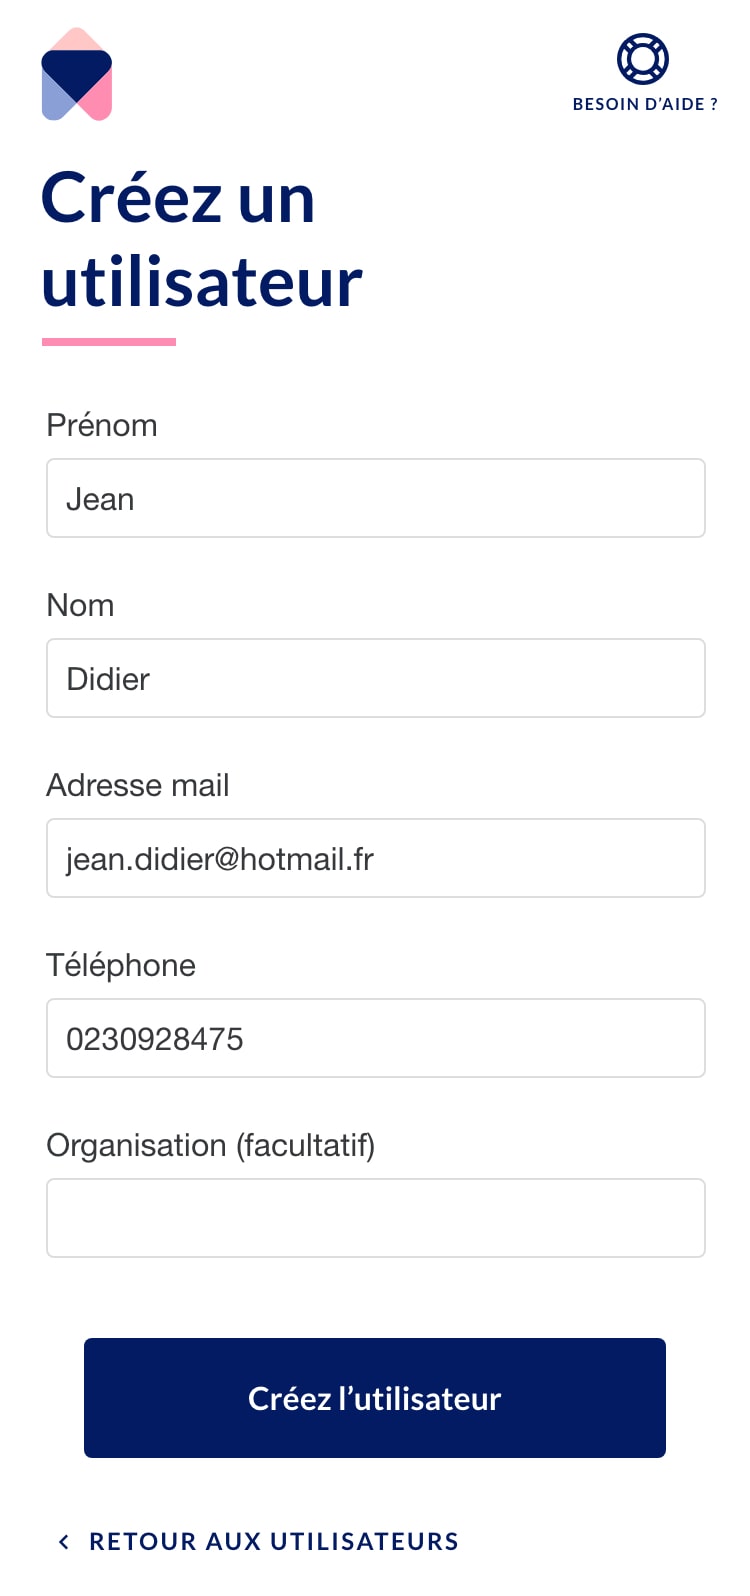 BESOIN D’AIDE ?
Créez un
utilisateur
Prénom
Jean
Nom
Didier
Adresse mail
jean.didier@hotmail.fr
Téléphone
0230928475
Organisation (facultatif)
Créez l’utilisateur
RETOUR AUX UTILISATEURS